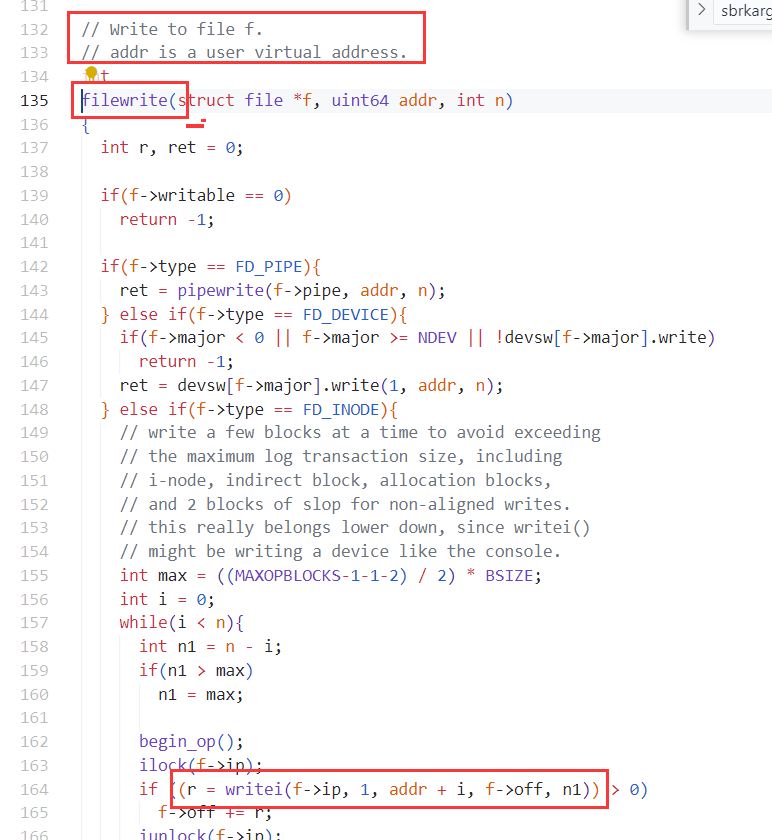 131
sbrkarg
132 // Write to file f.
133 // addr is a user virtual address.
134 int
135 filewrite(struct file *f, uint64 addr, int n)
136 {
137 int r, ret = 0;
138
139 if(f->writable == 0)
140 return -1;
141
142 if(f->type == FD_PIPE){
143 ret = pipewrite(f->pipe, addr, n);
144 } else if(f->type == FD_DEVICE){
145 if(f->major < 0 || f->major >= NDEV || !devsw[f->major].write)
146 return -1;
147 ret = devsw[f->major].write(1, addr, n);
148 } else if(f->type == FD_INODE){
149 // write a few blocks at a time to avoid exceeding
150 // the maximum log transaction size, including
151 // i-node, indirect block, allocation blocks,
152 // and 2 blocks of slop for non-aligned writes.
153 // this really belongs lower down, since writei()
154 // might be writing a device like the console.
155 int max = ((MAXOPBLOCKS-1-1-2) / 2) * BSIZE;
156 int i = 0;
157 while(i < n){
158 int n1 = n - i;
159 if(n1 > max)
160 n1 = max;
161
162 begin_op();
163 ilock(f->ip);
164 if ((r = writei(f->ip, 1, addr + i, f->off, n1)) > 0)
165 f->off += r;
166 iunlock(f->ip);